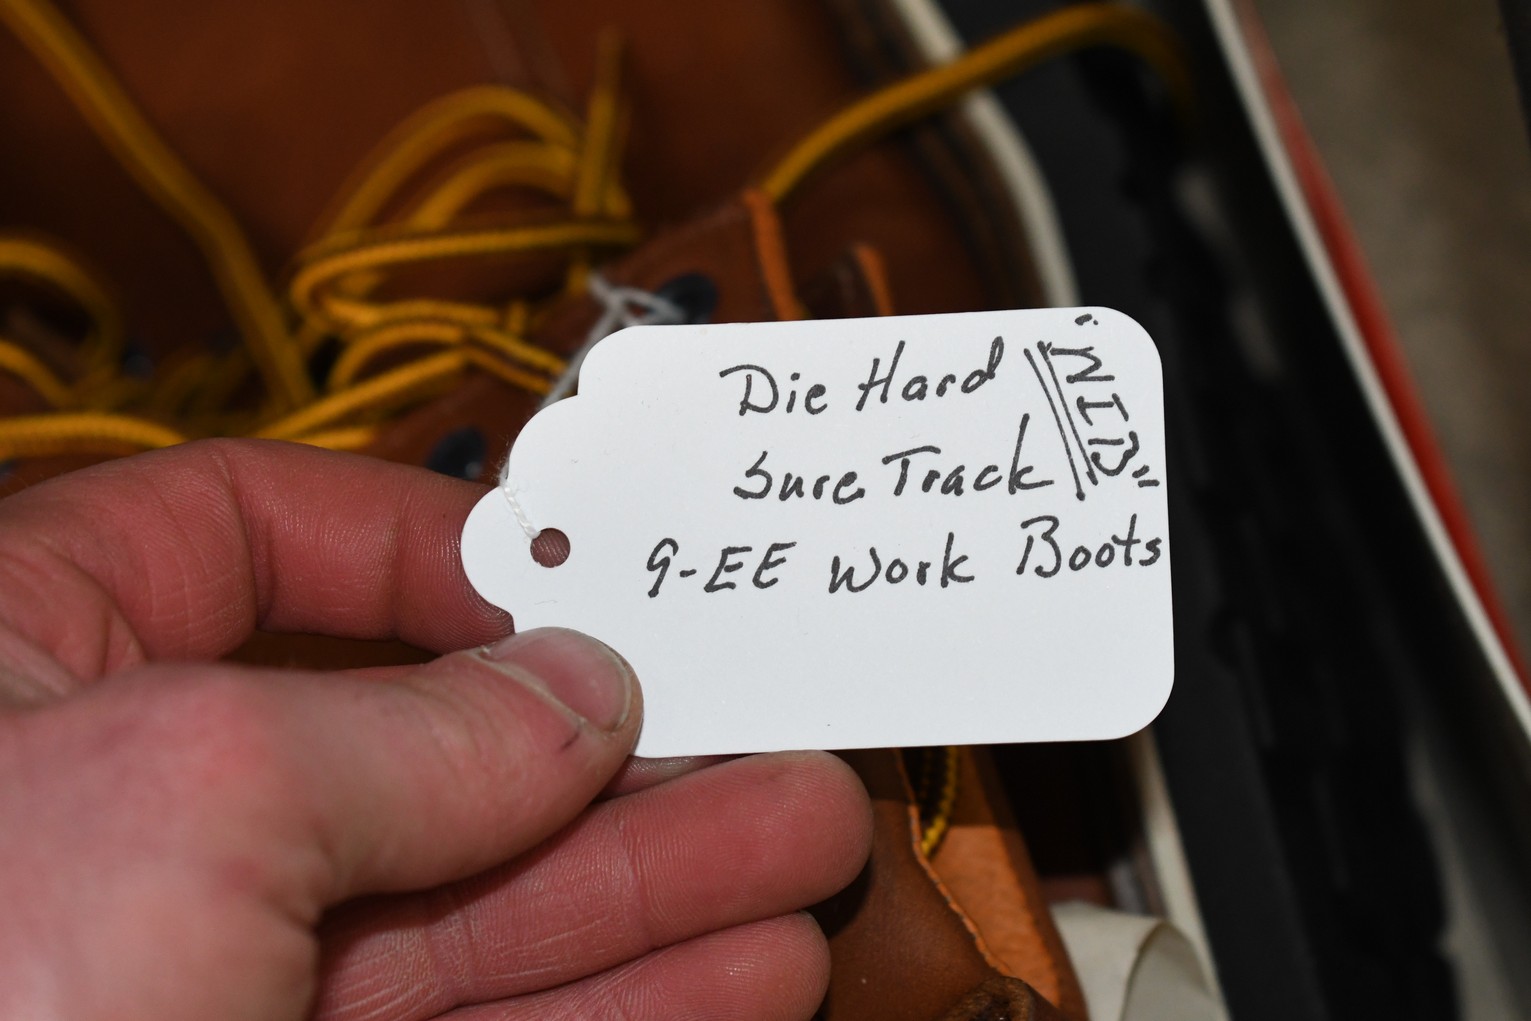 Die Hard
Sure Track
9-EE Work Boots
"NIB"